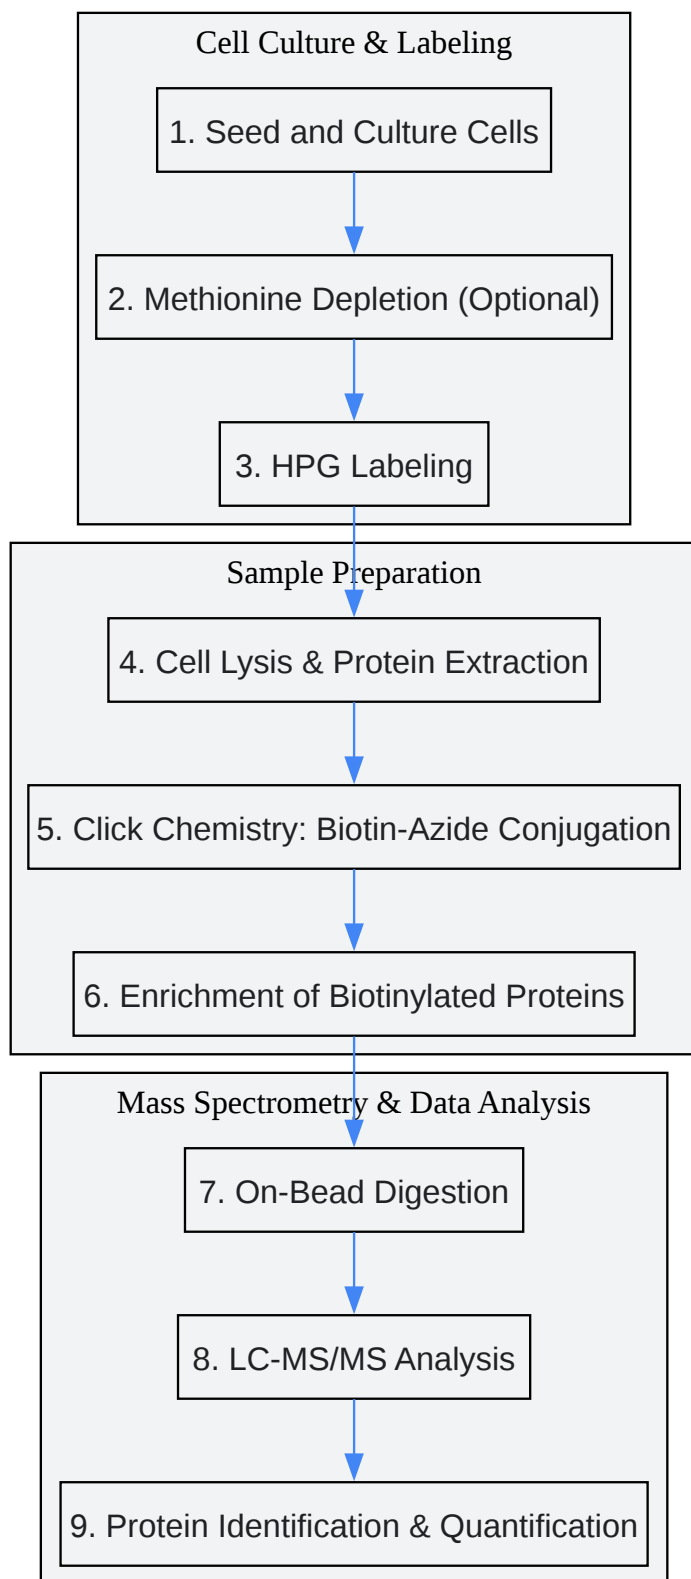 Cell Culture & Labeling
1. Seed and Culture Cells
2. Methionine Depletion (Optional)
3. HPG Labeling
Sample Preparation
4. Cell Lysis & Protein Extraction
5. Click Chemistry: Biotin-Azide Conjugation
6. Enrichment of Biotinylated Proteins
Mass Spectrometry & Data Analysis
7. On-Bead Digestion
8. LC-MS/MS Analysis
9. Protein Identification & Quantification